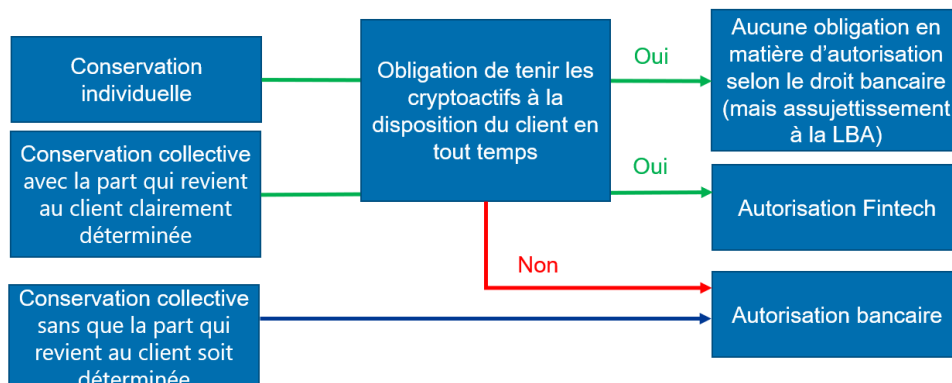 Conservation
individuelle
Obligation de tenir les
cryptoactifs à la
disposition du client en
tout temps
Oui
Aucune obligation en
matière d'autorisation
selon le droit bancaire
(mais assujettissement
à la LBA)
Conservation collective
avec la part qui revient
au client clairement
déterminée
Oui
Autorisation Fintech
Non
Conservation collective
sans que la part qui
revient au client soit
déterminée
Autorisation bancaire